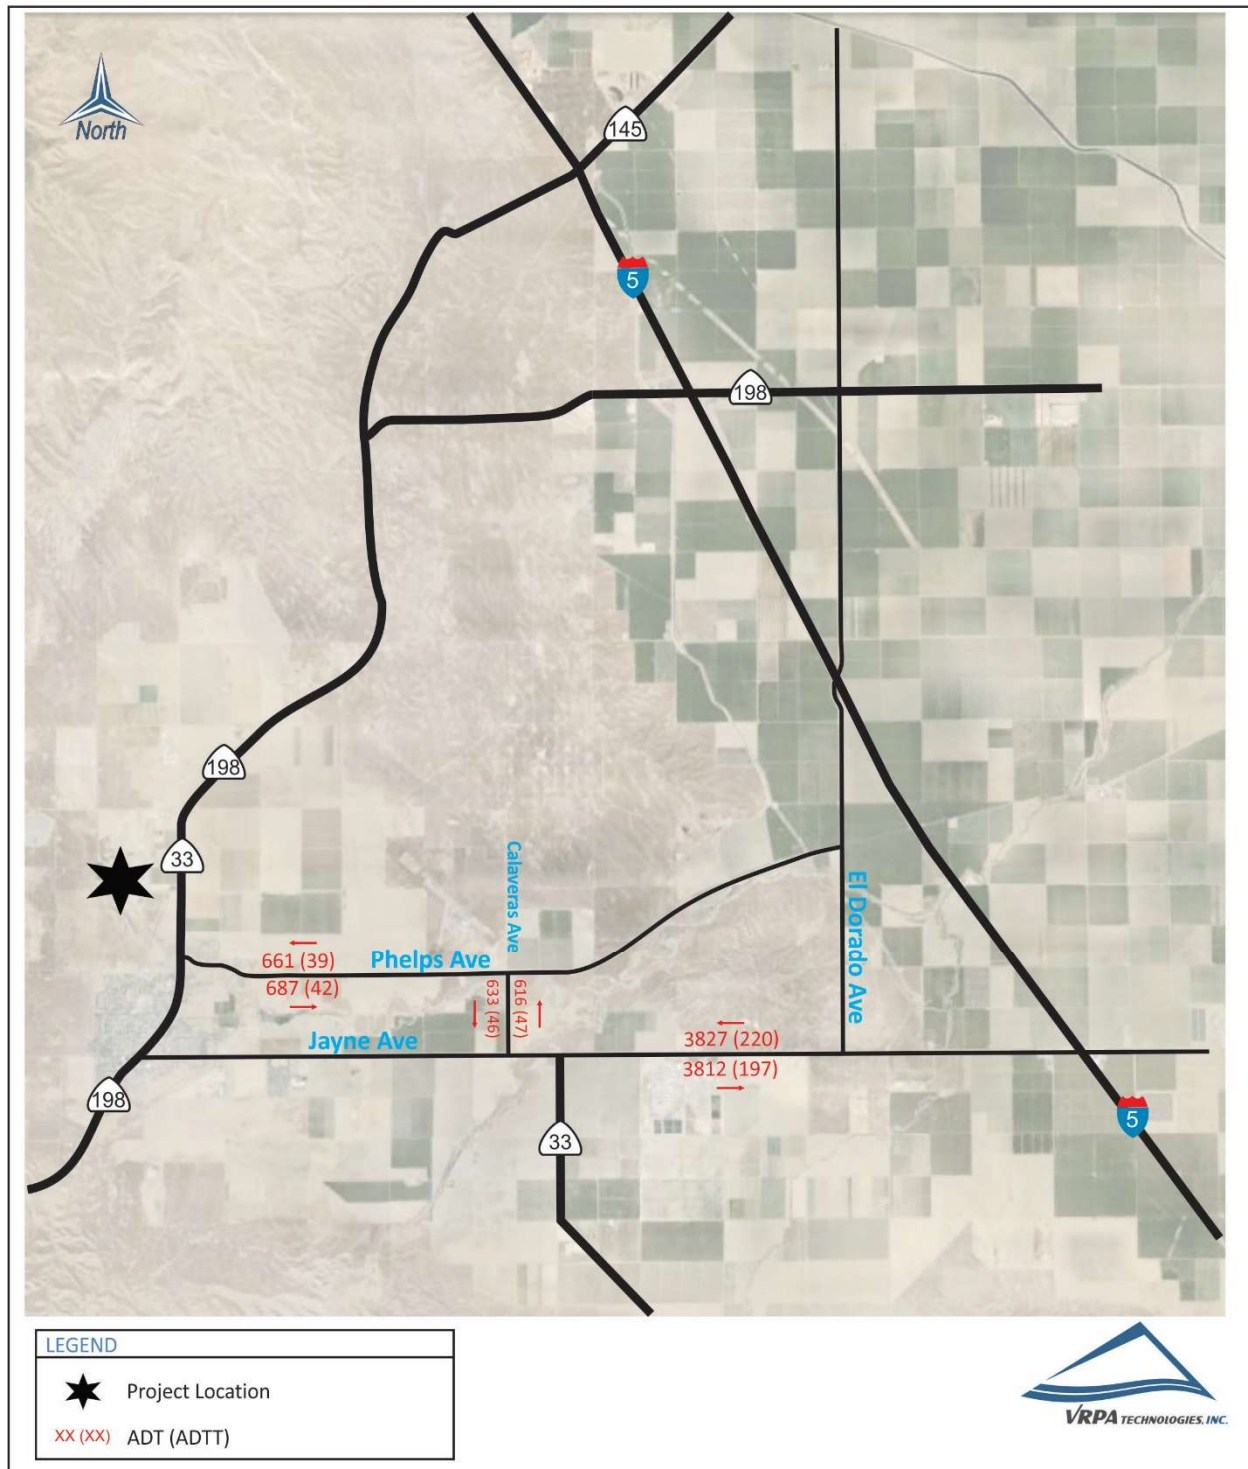 North
145
5
198
198
33
Calaveras Ave
El Dorado Ave
661 (39)
Phelps Ave
687 (42)
633 (46)
616 (47)
Jayne Ave
3827 (220)
3812 (197)
198
33
5
LEGEND
Project Location
XX (XX) ADT (ADTT)
VRPA TECHNOLOGIES, INC.